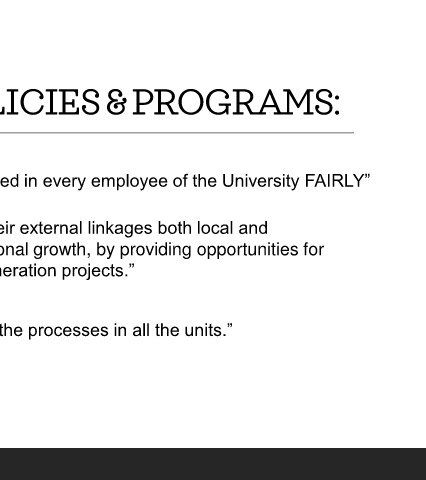 LICIES & PROGRAMS:
ed in every employee of the University FAIRLY”
eir external linkages both local and
onal growth, by providing opportunities for
neration projects.”
the processes in all the units.”